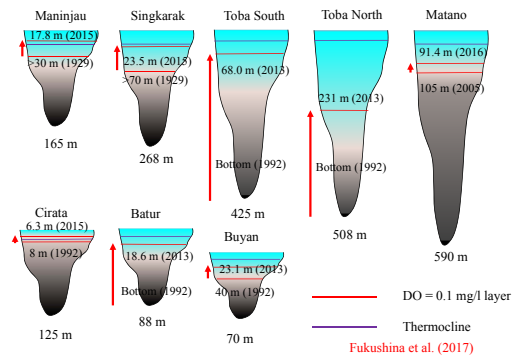 Maninjau
Singkarak
Toba South
Toba North
Matano
17.8 m (2015)
>30 m (1929)
165 m
23.5 m (2015)
>70 m (1929)
268 m
68.0 m (2013)
Bottom (1992)
425 m
231 m (2013)
Bottom (1992)
508 m
91.4 m (2016)
105 m (2005)
590 m
Cirata
6.3 m (2015)
8 m (1992)
125 m
Batur
18.6 m (2013)
Bottom (1992)
88 m
Buyan
23.1 m (2013)
40 m (1992)
70 m
DO = 0.1 mg/l layer
Thermocline
Fukushina et al. (2017)